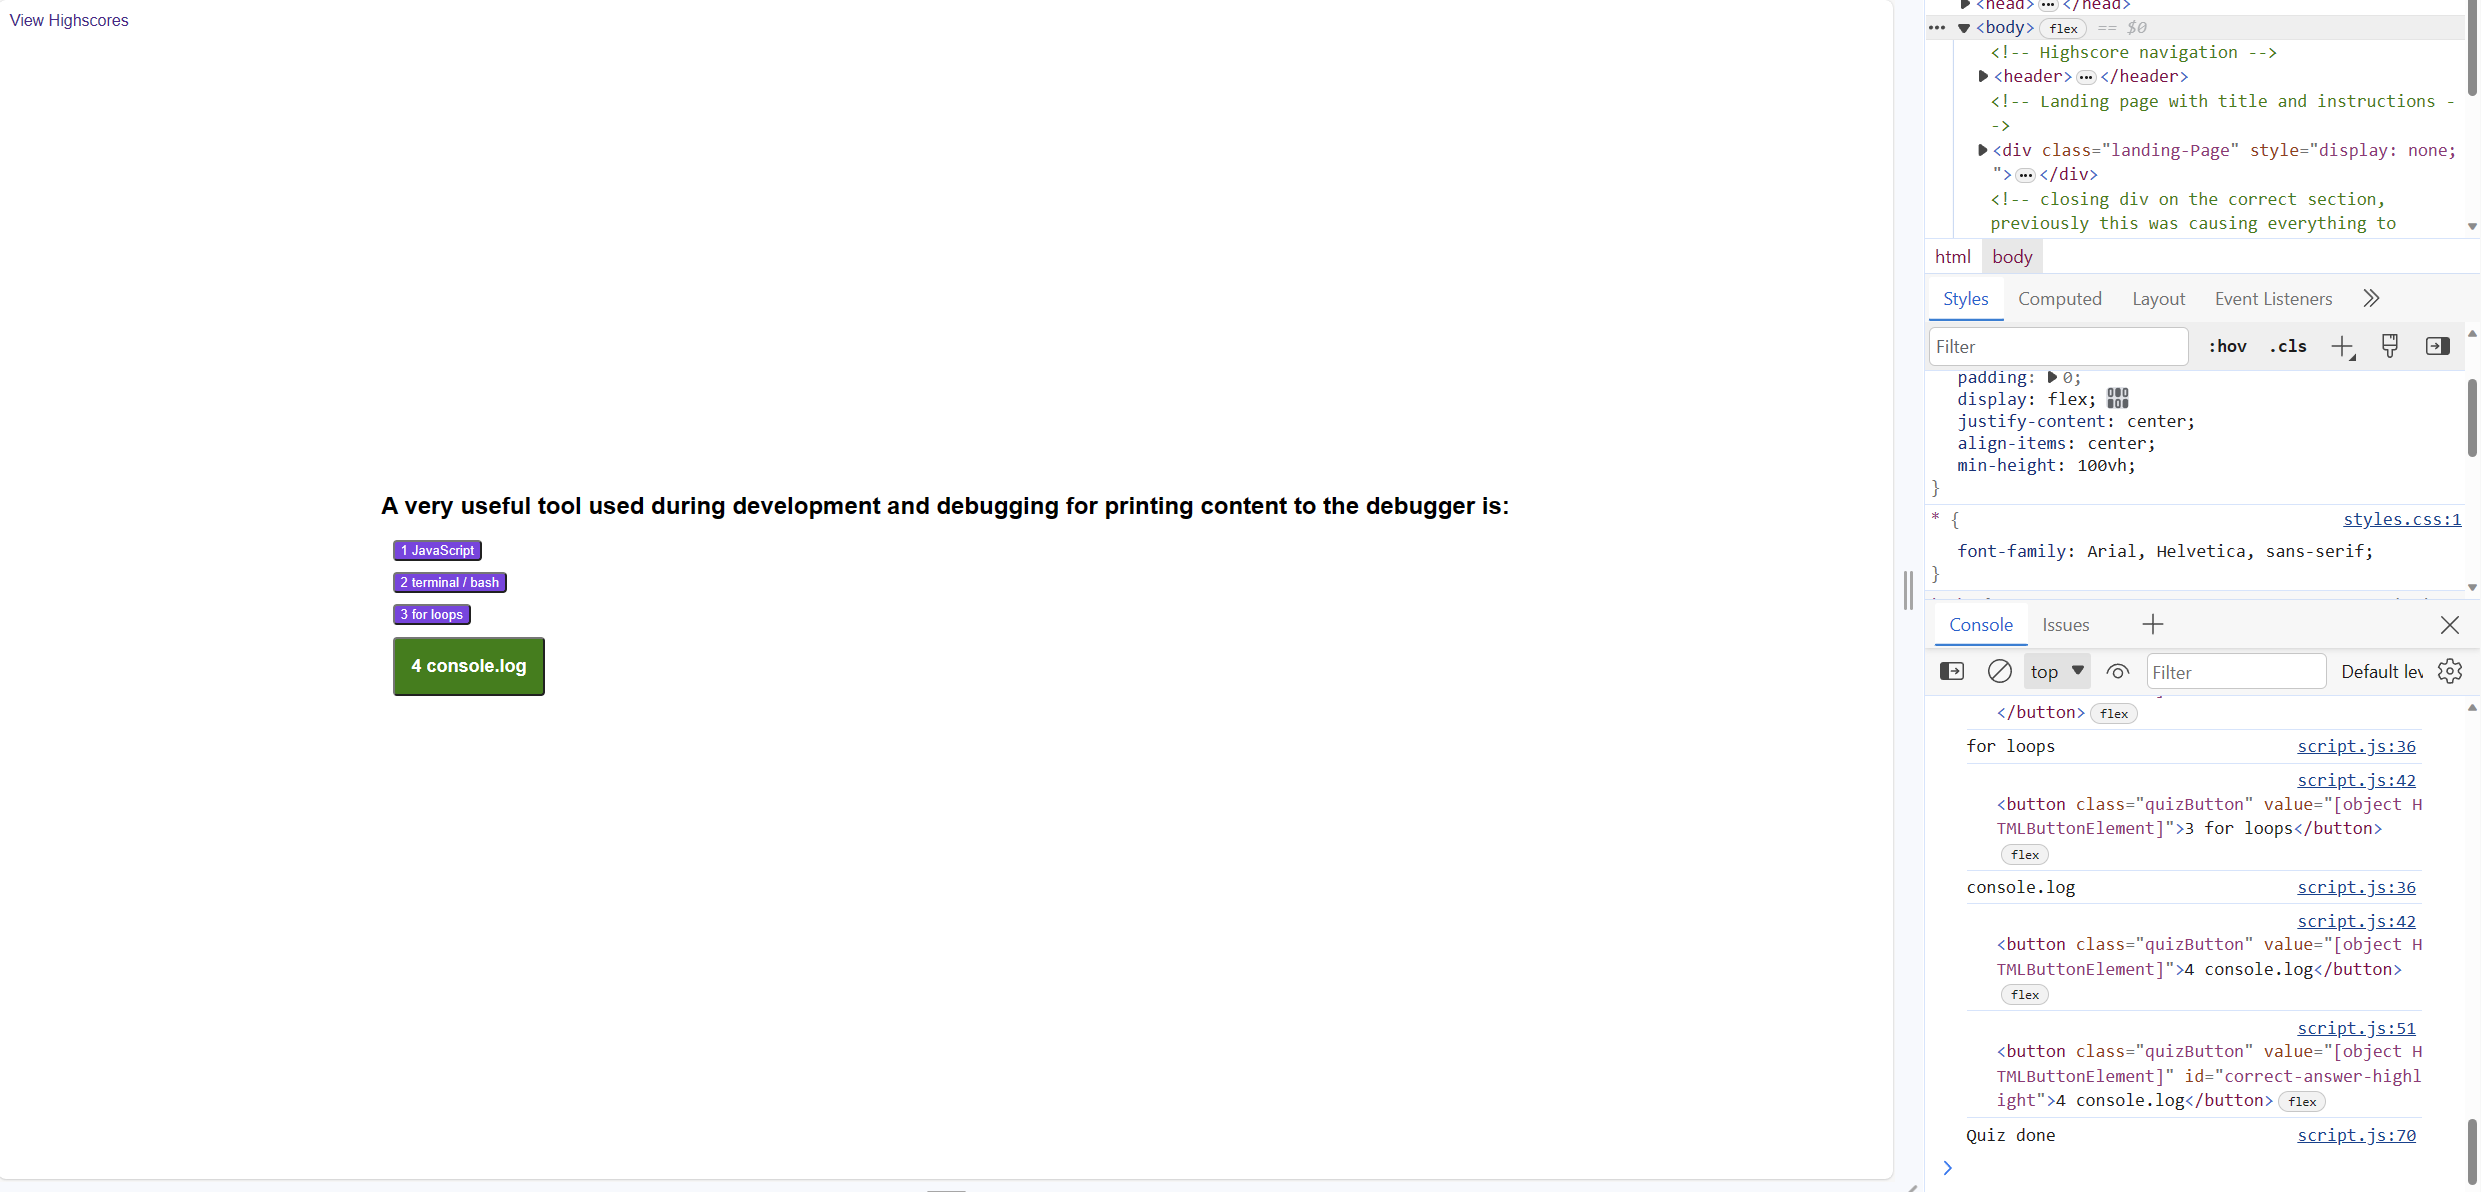 View Highscores
A very useful tool used during development and debugging for printing content to the debugger is:
1 JavaScript
2 terminal / bash
3 for loops
4 console.log
<head> ••• </head>
••• <body> flex == $0
<!-- Highscore navigation -->
<header> ••• </header>
<!-- Landing page with title and instructions -
->
<div class="landing-Page" style="display: none;
"> ••• </div>
<!-- closing div on the correct section,
previously this was causing everything to
html body
Styles Computed Layout Event Listeners
Filter :hov .cls
padding: 0;
display: flex;
justify-content: center;
align-items: center;
min-height: 100vh;
}
* { styles.css:1
font-family: Arial, Helvetica, sans-serif;
}
Console Issues
top Filter Default lev
</button> flex
for loops script.js:36
script.js:42
<button class="quizButton" value="[object H
TMLButtonElement]">3 for loops</button>
flex
console.log script.js:36
script.js:42
<button class="quizButton" value="[object H
TMLButtonElement]">4 console.log</button>
flex
script.js:51
<button class="quizButton" value="[object H
TMLButtonElement]" id="correct-answer-highl
ight">4 console.log</button> flex
Quiz done script.js:70